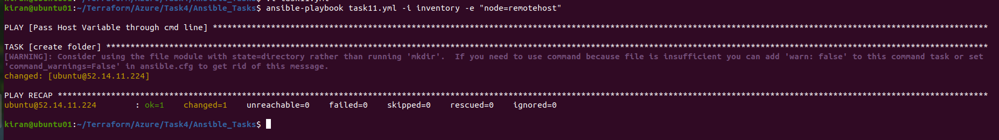 kiran@ubuntu01:~/Terraform/Azure/Task4/Ansible_Tasks$ ansible-playbook task11.yml -i inventory -e "node=remotehost"
PLAY [Pass Host Variable through cmd line] ****************************************************************************************************************************************************************
TASK [create folder] **************************************************************************************************************************************************************************************
[WARNING]: Consider using the file module with state=directory rather than running 'mkdir'.  If you need to use command because file is insufficient you can add 'warn: false' to this command task or set
'command_warnings=False' in ansible.cfg to get rid of this message.
changed: [ubuntu@52.14.11.224]
PLAY RECAP ************************************************************************************************************************************************************************************************
ubuntu@52.14.11.224        : ok=1    changed=1    unreachable=0    failed=0    skipped=0    rescued=0    ignored=0
kiran@ubuntu01:~/Terraform/Azure/Task4/Ansible_Tasks$